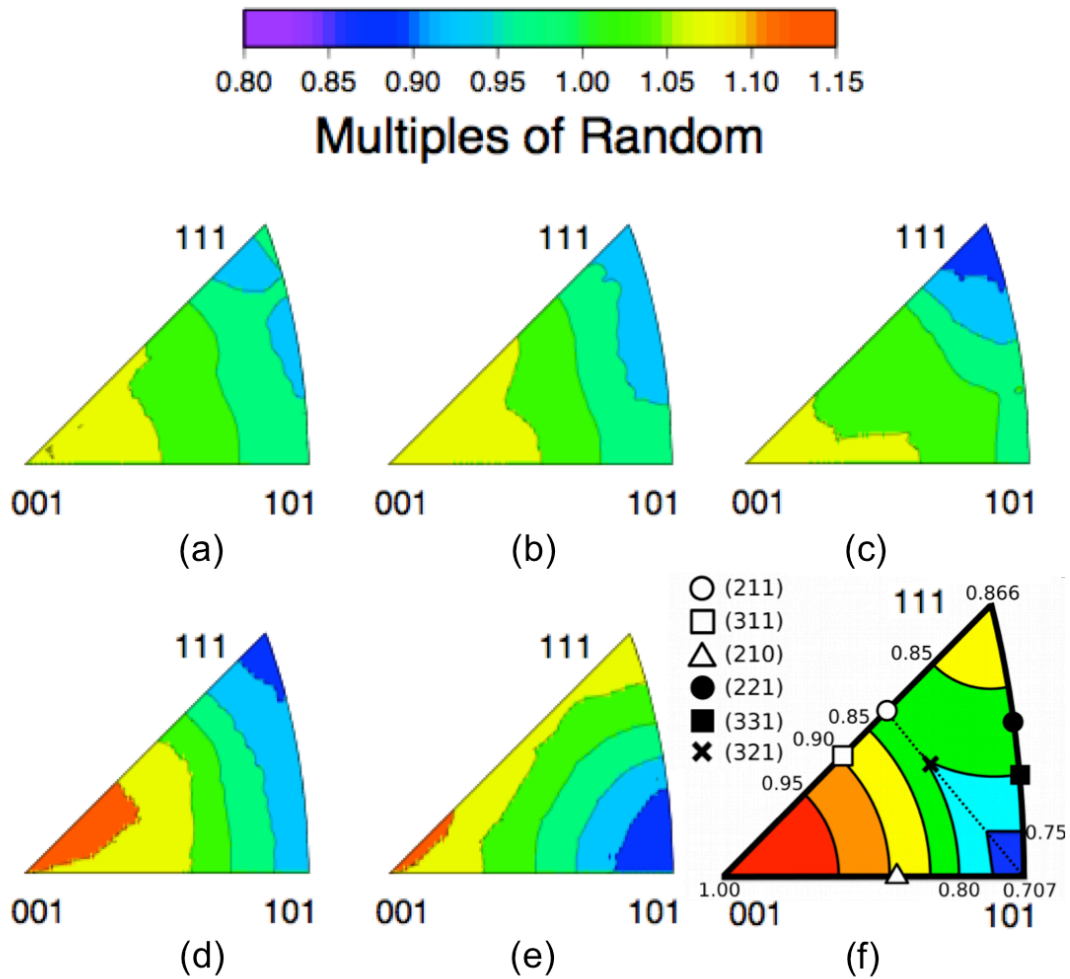 0.80 0.85 0.90 0.95 1.00 1.05 1.10 1.15
Multiples of Random
111 111 111
001 101 001 101 001 101
(a) (b) (c)
111 111 111 0.866
(211)
(311)
(210)
(221)
(331)
(321)
0.85
0.85
0.90
0.95
0.75
1.00 0.80 0.707
001 101 001 101 001 101
(d) (e) (f)